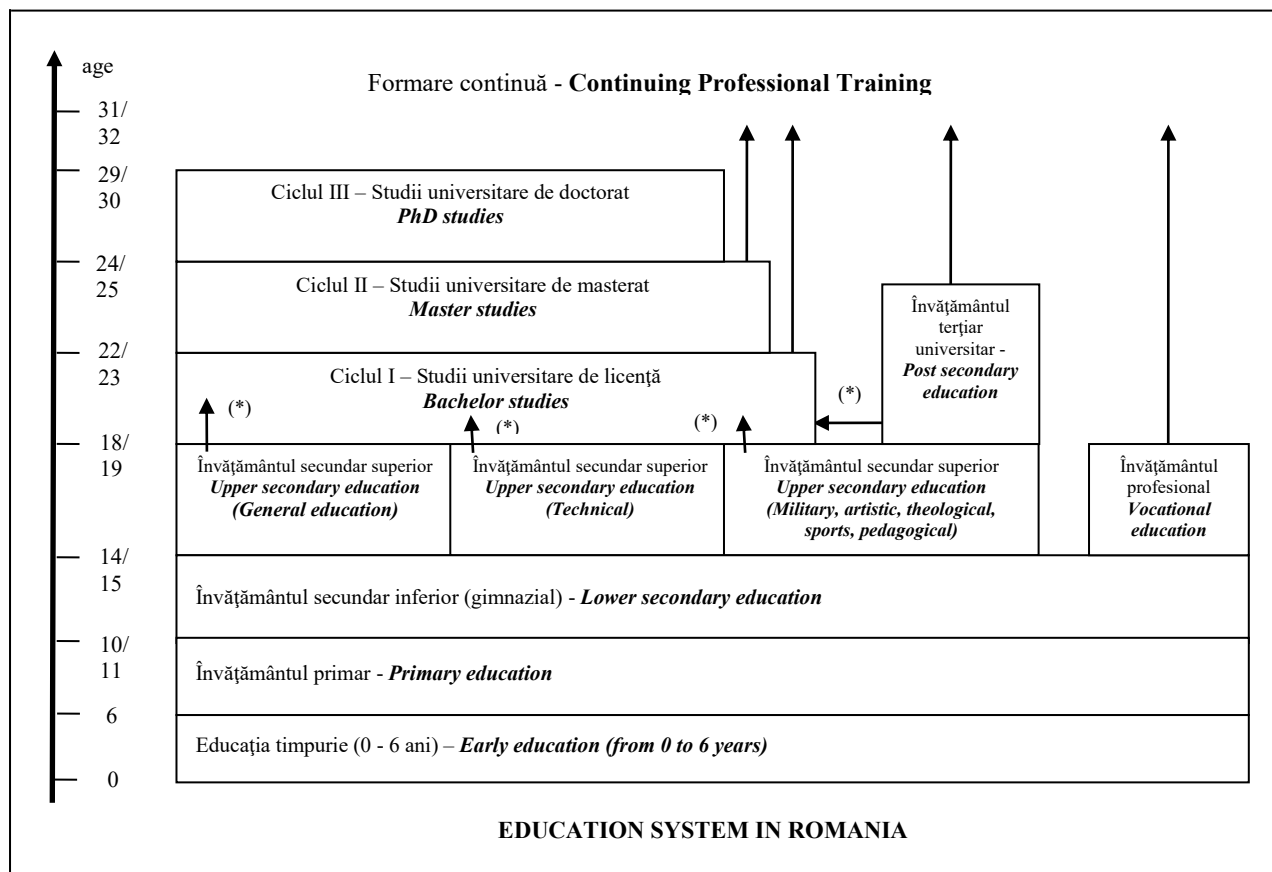 age
Formare continuă - Continuing Professional Training
31/
32
29/
30
Ciclul III – Studii universitare de doctorat
PhD studies
24/
25
Ciclul II – Studii universitare de masterat
Master studies
Învăţământul
terţiar
universitar -
Post secondary
education
22/
23
Ciclul I – Studii universitare de licenţă
Bachelor studies
(*)
(*)
(*)
(*)
18/
19
Învăţământul secundar superior
Upper secondary education
(General education)
Învăţământul secundar superior
Upper secondary education
(Technical)
Învăţământul secundar superior
Upper secondary education
(Military, artistic, theological,
sports, pedagogical)
Învăţământul
profesional
Vocational
education
14/
15
Învăţământul secundar inferior (gimnazial) - Lower secondary education
10/
11
Învăţământul primar - Primary education
6
Educaţia timpurie (0 - 6 ani) – Early education (from 0 to 6 years)
0
EDUCATION SYSTEM IN ROMANIA